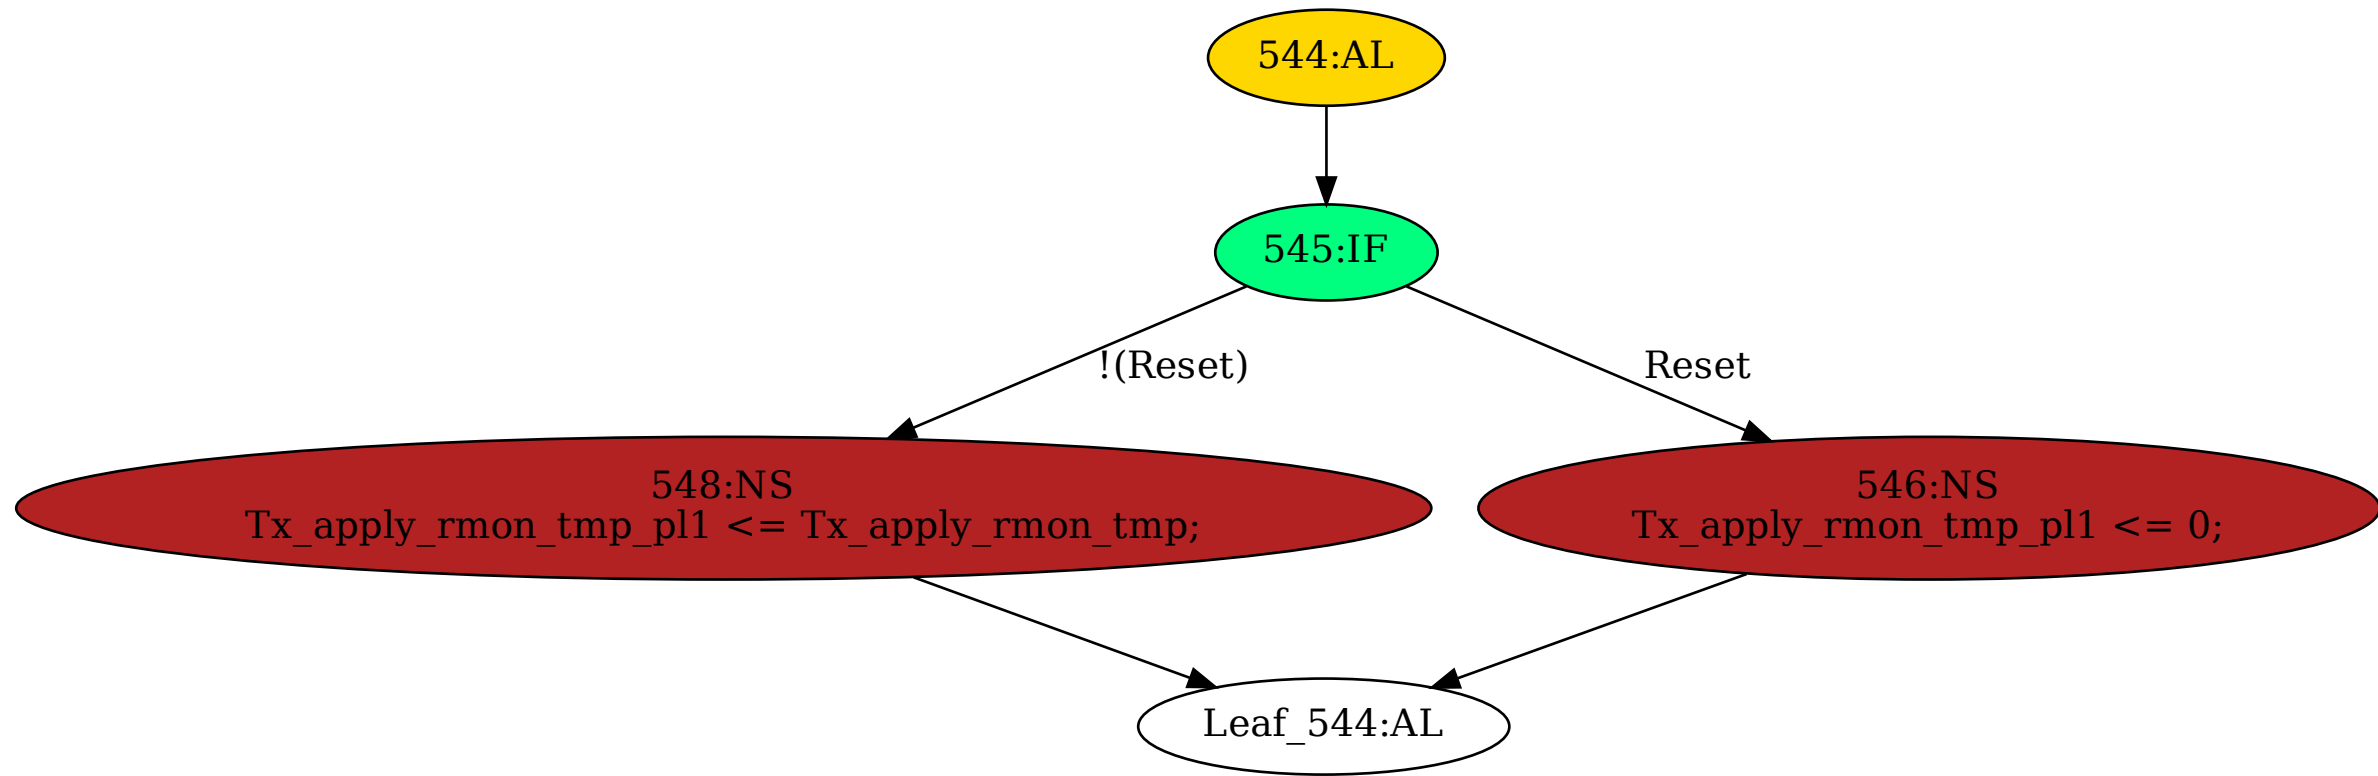 544:AL
545:IF
!(Reset)
Reset
548:NS
Tx_apply_rmon_tmp_pl1 <= Tx_apply_rmon_tmp;
546:NS
Tx_apply_rmon_tmp_pl1 <= 0;
Leaf_544:AL